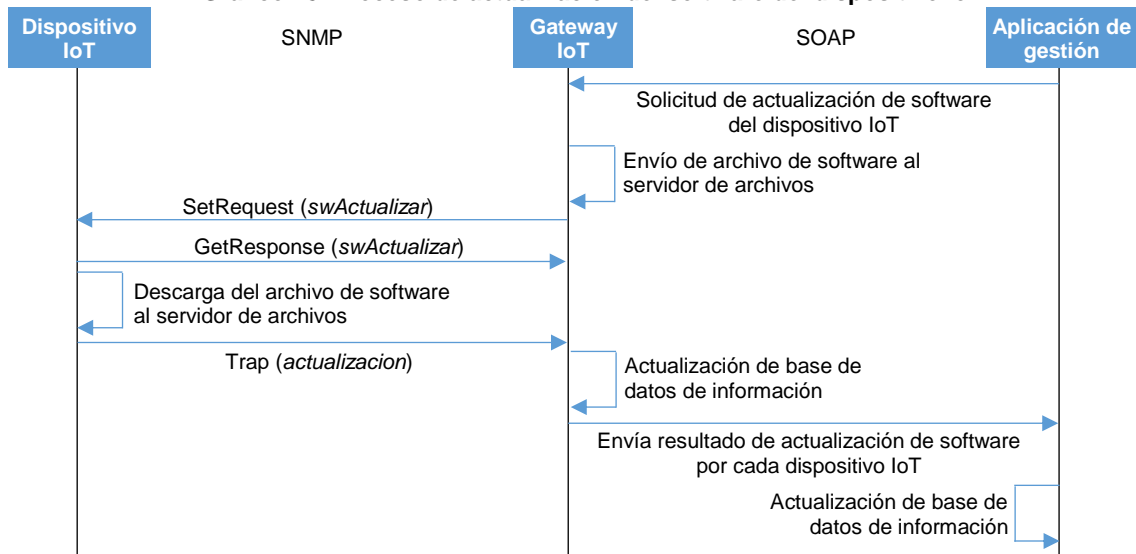 Dispositivo
IoT
SNMP
Gateway
IoT
SOAP
Aplicación de
gestión
Solicitud de actualización de software
del dispositivo IoT
Envío de archivo de software al
servidor de archivos
SetRequest (swActualizar)
GetResponse (swActualizar)
Descarga del archivo de software
al servidor de archivos
Trap (actualizacion)
Actualización de base de
datos de información
Envía resultado de actualización de software
por cada dispositivo IoT
Actualización de base de
datos de información